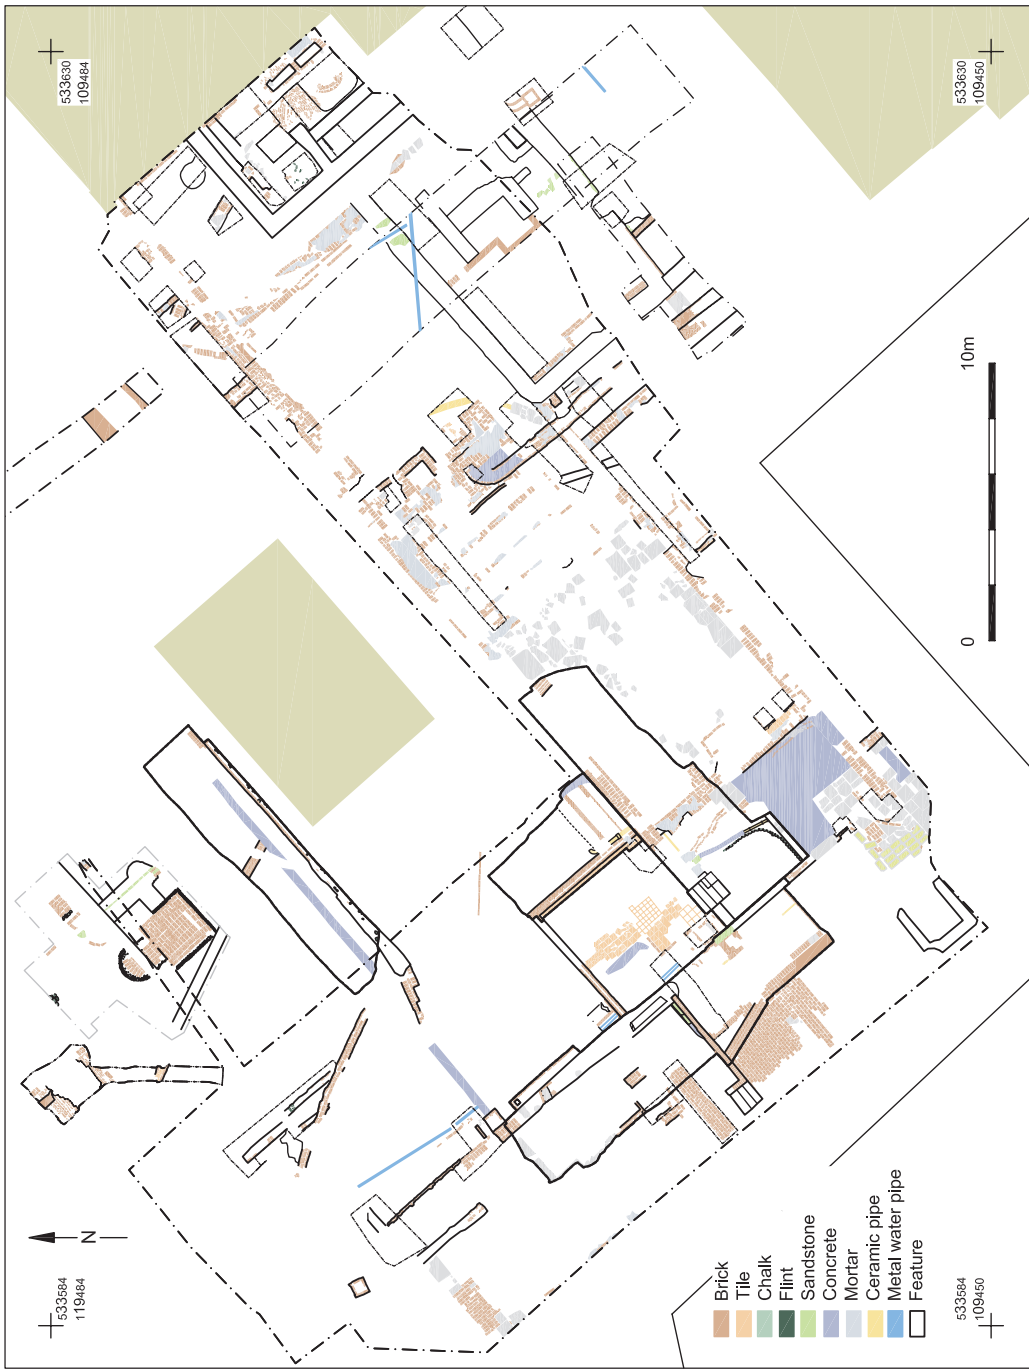 533630
109484
533630
109450
10m
0
N
533584
119484
533584
109450
Brick
Tile
Chalk
Flint
Sandstone
Concrete
Mortar
Ceramic pipe
Metal water pipe
Feature